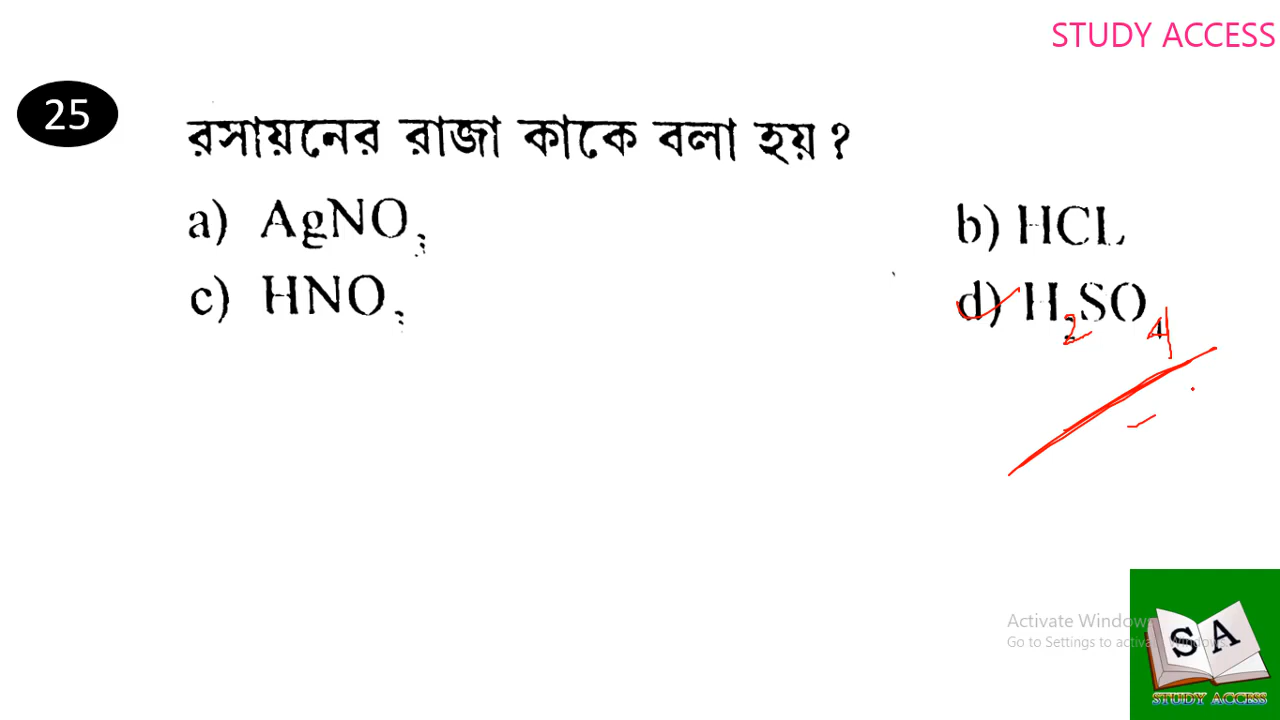 STUDY ACCESS
25
রসায়নের রাজা কাকে বলা হয় ?
a) AgNO₃
b) HCL
c) HNO₃
d) H₂SO₄
Activate Windows
Go to Settings to activate Windows.
SA
STUDY ACCESS